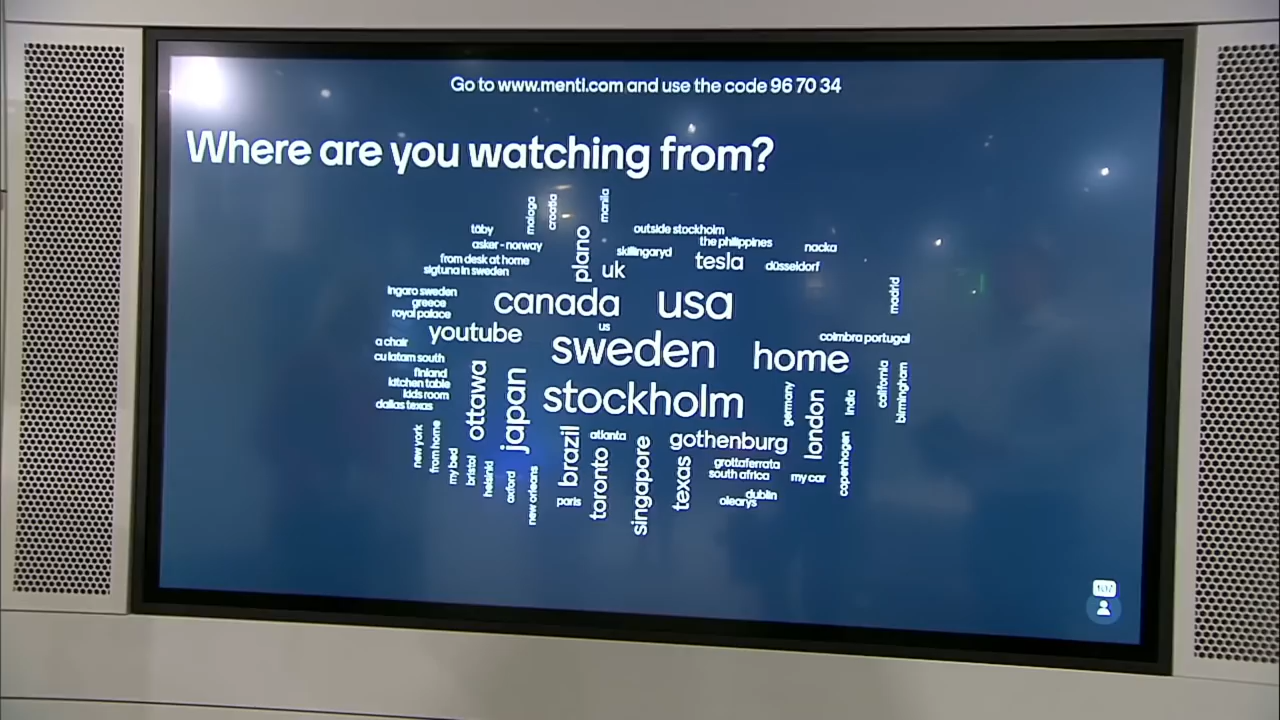 Go to www.menti.com and use the code 96 70 34
Where are you watching from?
malaga
croatia
manila
täby
outside stockholm
asker - norway
plano
skillingaryd
the philippines
nacka
from desk at home
uk
tesla
düsseldorf
sigtuna in sweden
ingaro sweden
canada
usa
madrid
greece
royal palace
youtube
us
coimbra portugal
a chair
sweden
home
cu latam south
finland
kitchen table
kids room
dallas texas
ottawa
japan
stockholm
germany
london
india
california
birmingham
new york
from home
my bed
bristol
helsinki
oxford
new orleans
brazil
atlanta
toronto
singapore
gothenburg
texas
grottaferrata
south africa
my car
copenhagen
paris
dublin
olearys
107